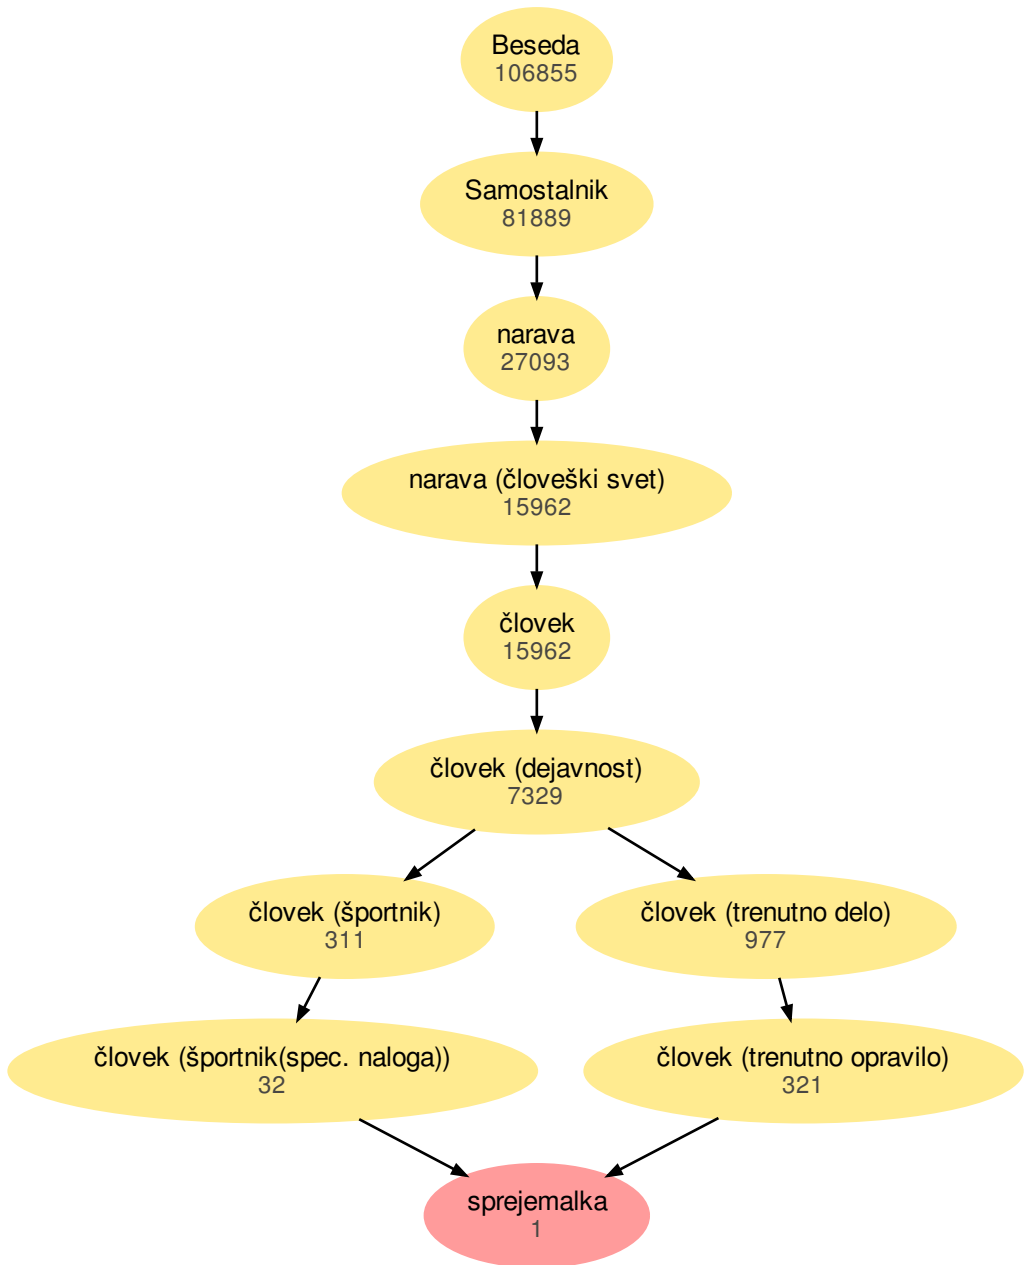 Beseda
106855
Samostalnik
81889
narava
27093
narava (človeški svet)
15962
človek
15962
človek (dejavnost)
7329
človek (športnik)
311
človek (trenutno delo)
977
človek (športnik(spec. naloga))
32
človek (trenutno opravilo)
321
sprejemalka
1